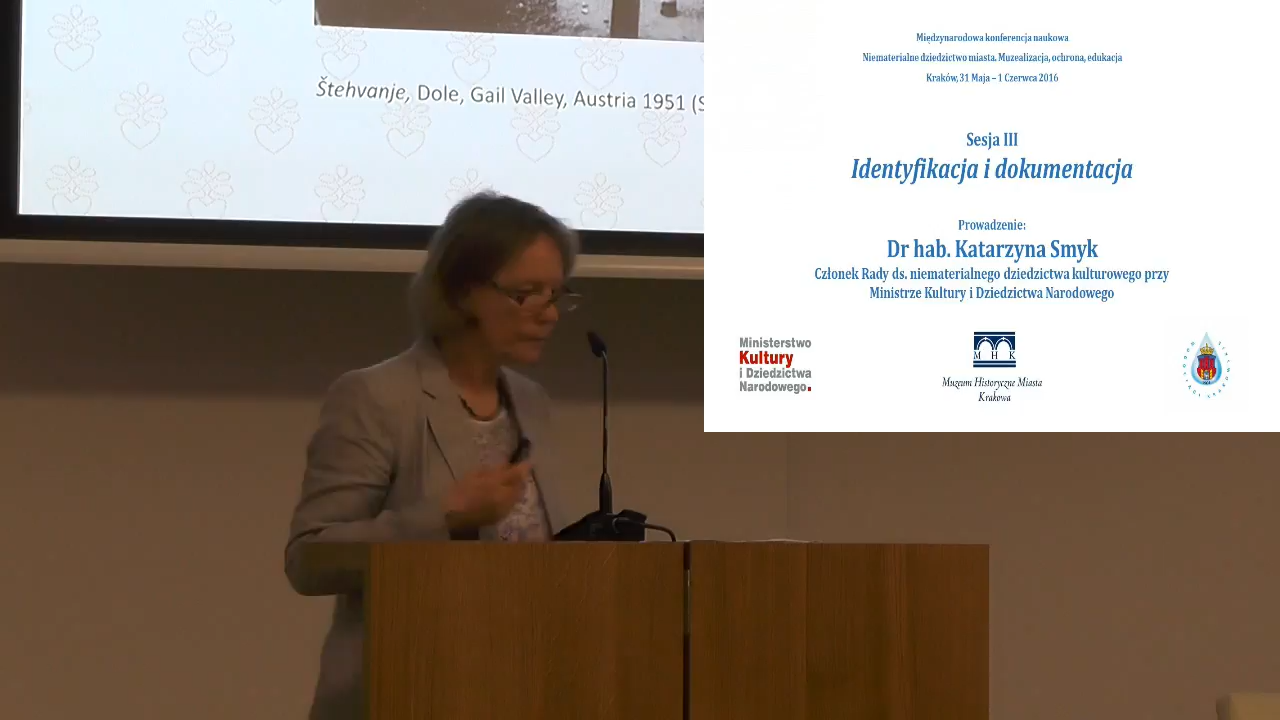 Štehvanje, Dole, Gail Valley, Austria 1951 (S
Międzynarodowa konferencja naukowa
Niematerialne dziedzictwo miasta. Muzealizacja, ochrona, edukacja
Kraków, 31 Maja – 1 Czerwca 2016
Sesja III
Identyfikacja i dokumentacja
Prowadzenie:
Dr hab. Katarzyna Smyk
Członek Rady ds. niematerialnego dziedzictwa kulturowego przy
Ministrze Kultury i Dziedzictwa Narodowego
Ministerstwo
Kultury
i Dziedzictwa
Narodowego.
M H K
Muzeum Historyczne Miasta
Krakowa